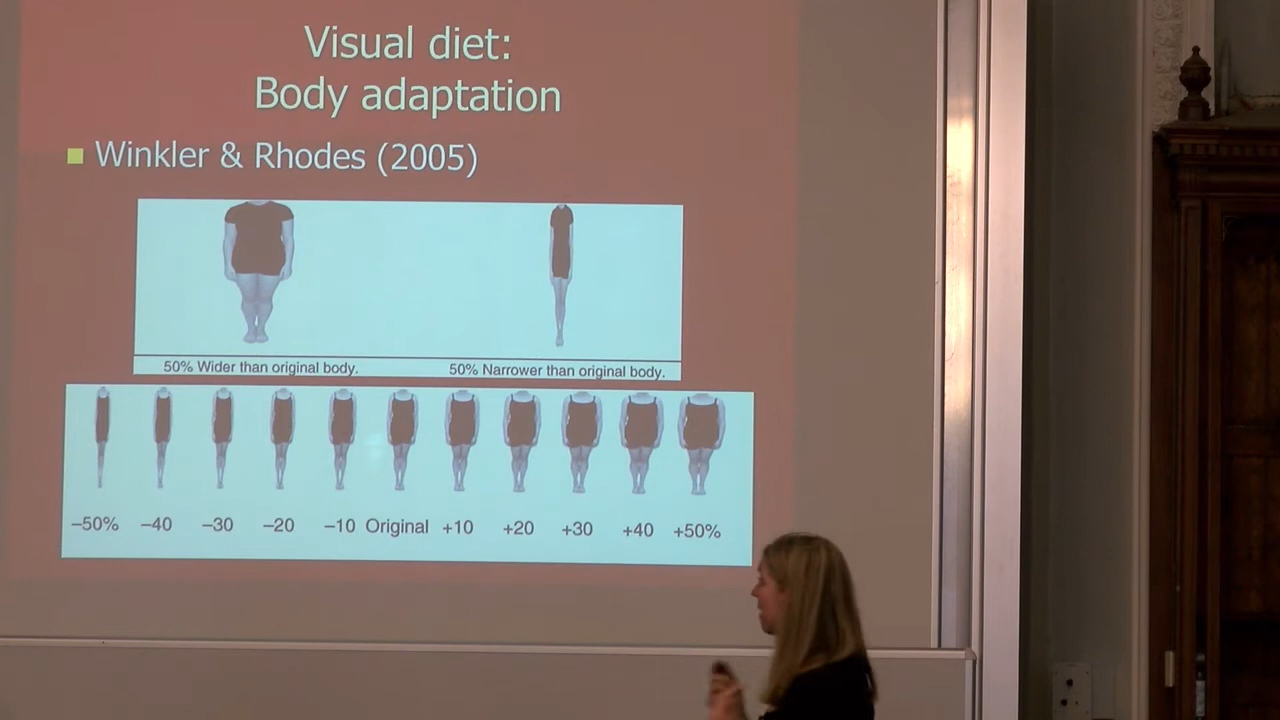 Visual diet:
Body adaptation
Winkler & Rhodes (2005)
50% Wider than original body.
50% Narrower than original body.
–50% –40 –30 –20 –10 Original +10 +20 +30 +40 +50%